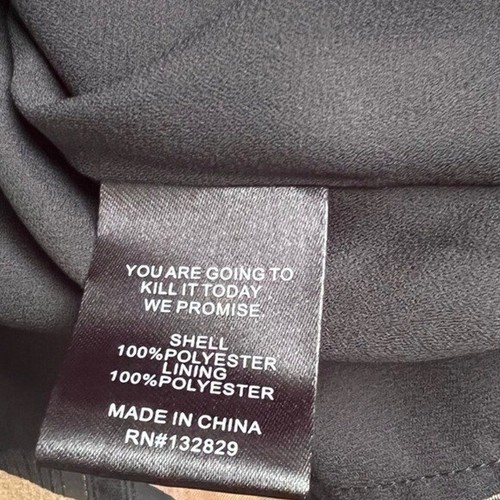 YOU ARE GOING TO
KILL IT TODAY
WE PROMISE.
SHELL
100%POLYESTER
LINING
100%POLYESTER
MADE IN CHINA
RN#132829